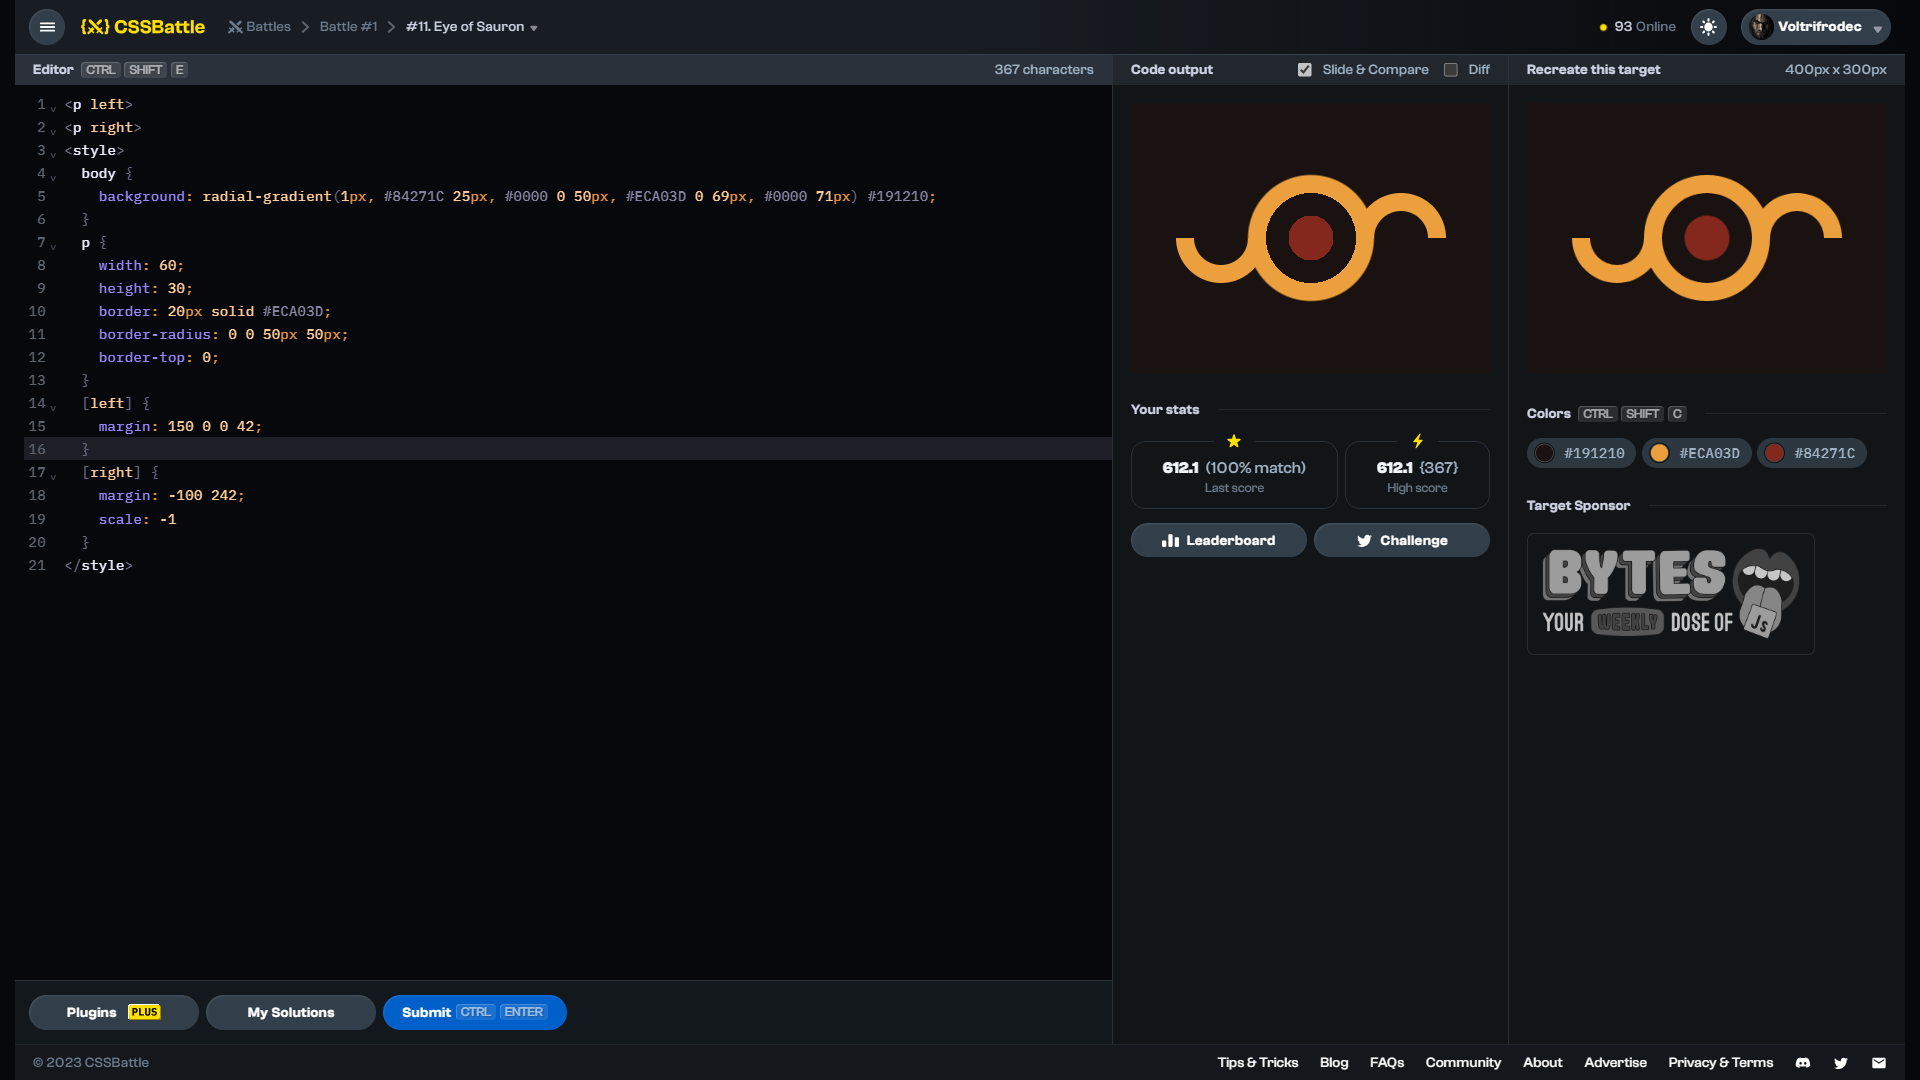 CSSBattle
Battles
Battle #1
#11. Eye of Sauron
93 Online
Voltrifrodec
Editor CTRL SHIFT E
367 characters
1 <p left>
2 <p right>
3 <style>
4 body {
5 background: radial-gradient(1px, #84271C 25px, #0000 0 50px, #ECA03D 0 69px, #0000 71px) #191210;
6 }
7 p {
8 width: 60;
9 height: 30;
10 border: 20px solid #ECA03D;
11 border-radius: 0 0 50px 50px;
12 border-top: 0;
13 }
14 [left] {
15 margin: 150 0 0 42;
16 }
17 [right] {
18 margin: -100 242;
19 scale: -1
20 }
21 </style>
Code output
Slide & Compare
Diff
Your stats
612.1 (100% match)
Last score
612.1 {367}
High score
Leaderboard
Challenge
Recreate this target
400px x 300px
Colors CTRL SHIFT C
#191210
#ECA03D
#84271C
Target Sponsor
BYTES
YOUR WEEKLY DOSE OF JS
Plugins PLUS
My Solutions
Submit CTRL ENTER
© 2023 CSSBattle
Tips & Tricks
Blog
FAQs
Community
About
Advertise
Privacy & Terms